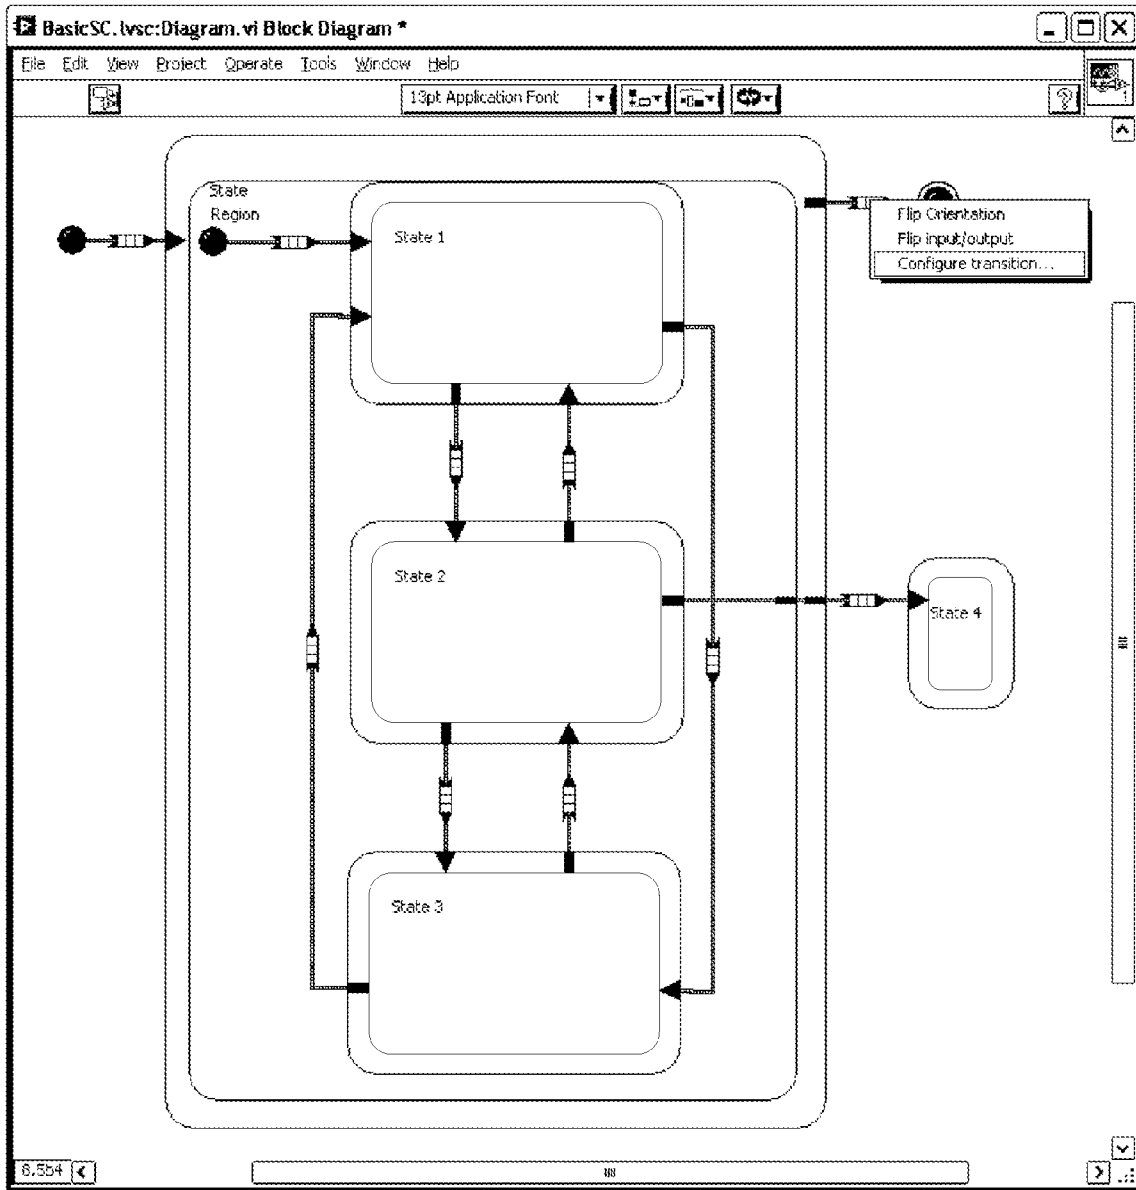 BasicSC.lvsc:Diagram.vi Block Diagram *
File Edit View Project Operate Tools Window Help
13pt Application Font
?
State
Region
State 1
Flip Orientation
Flip input/output
Configure transition...
State 2
State 4
State 3
8.5b4